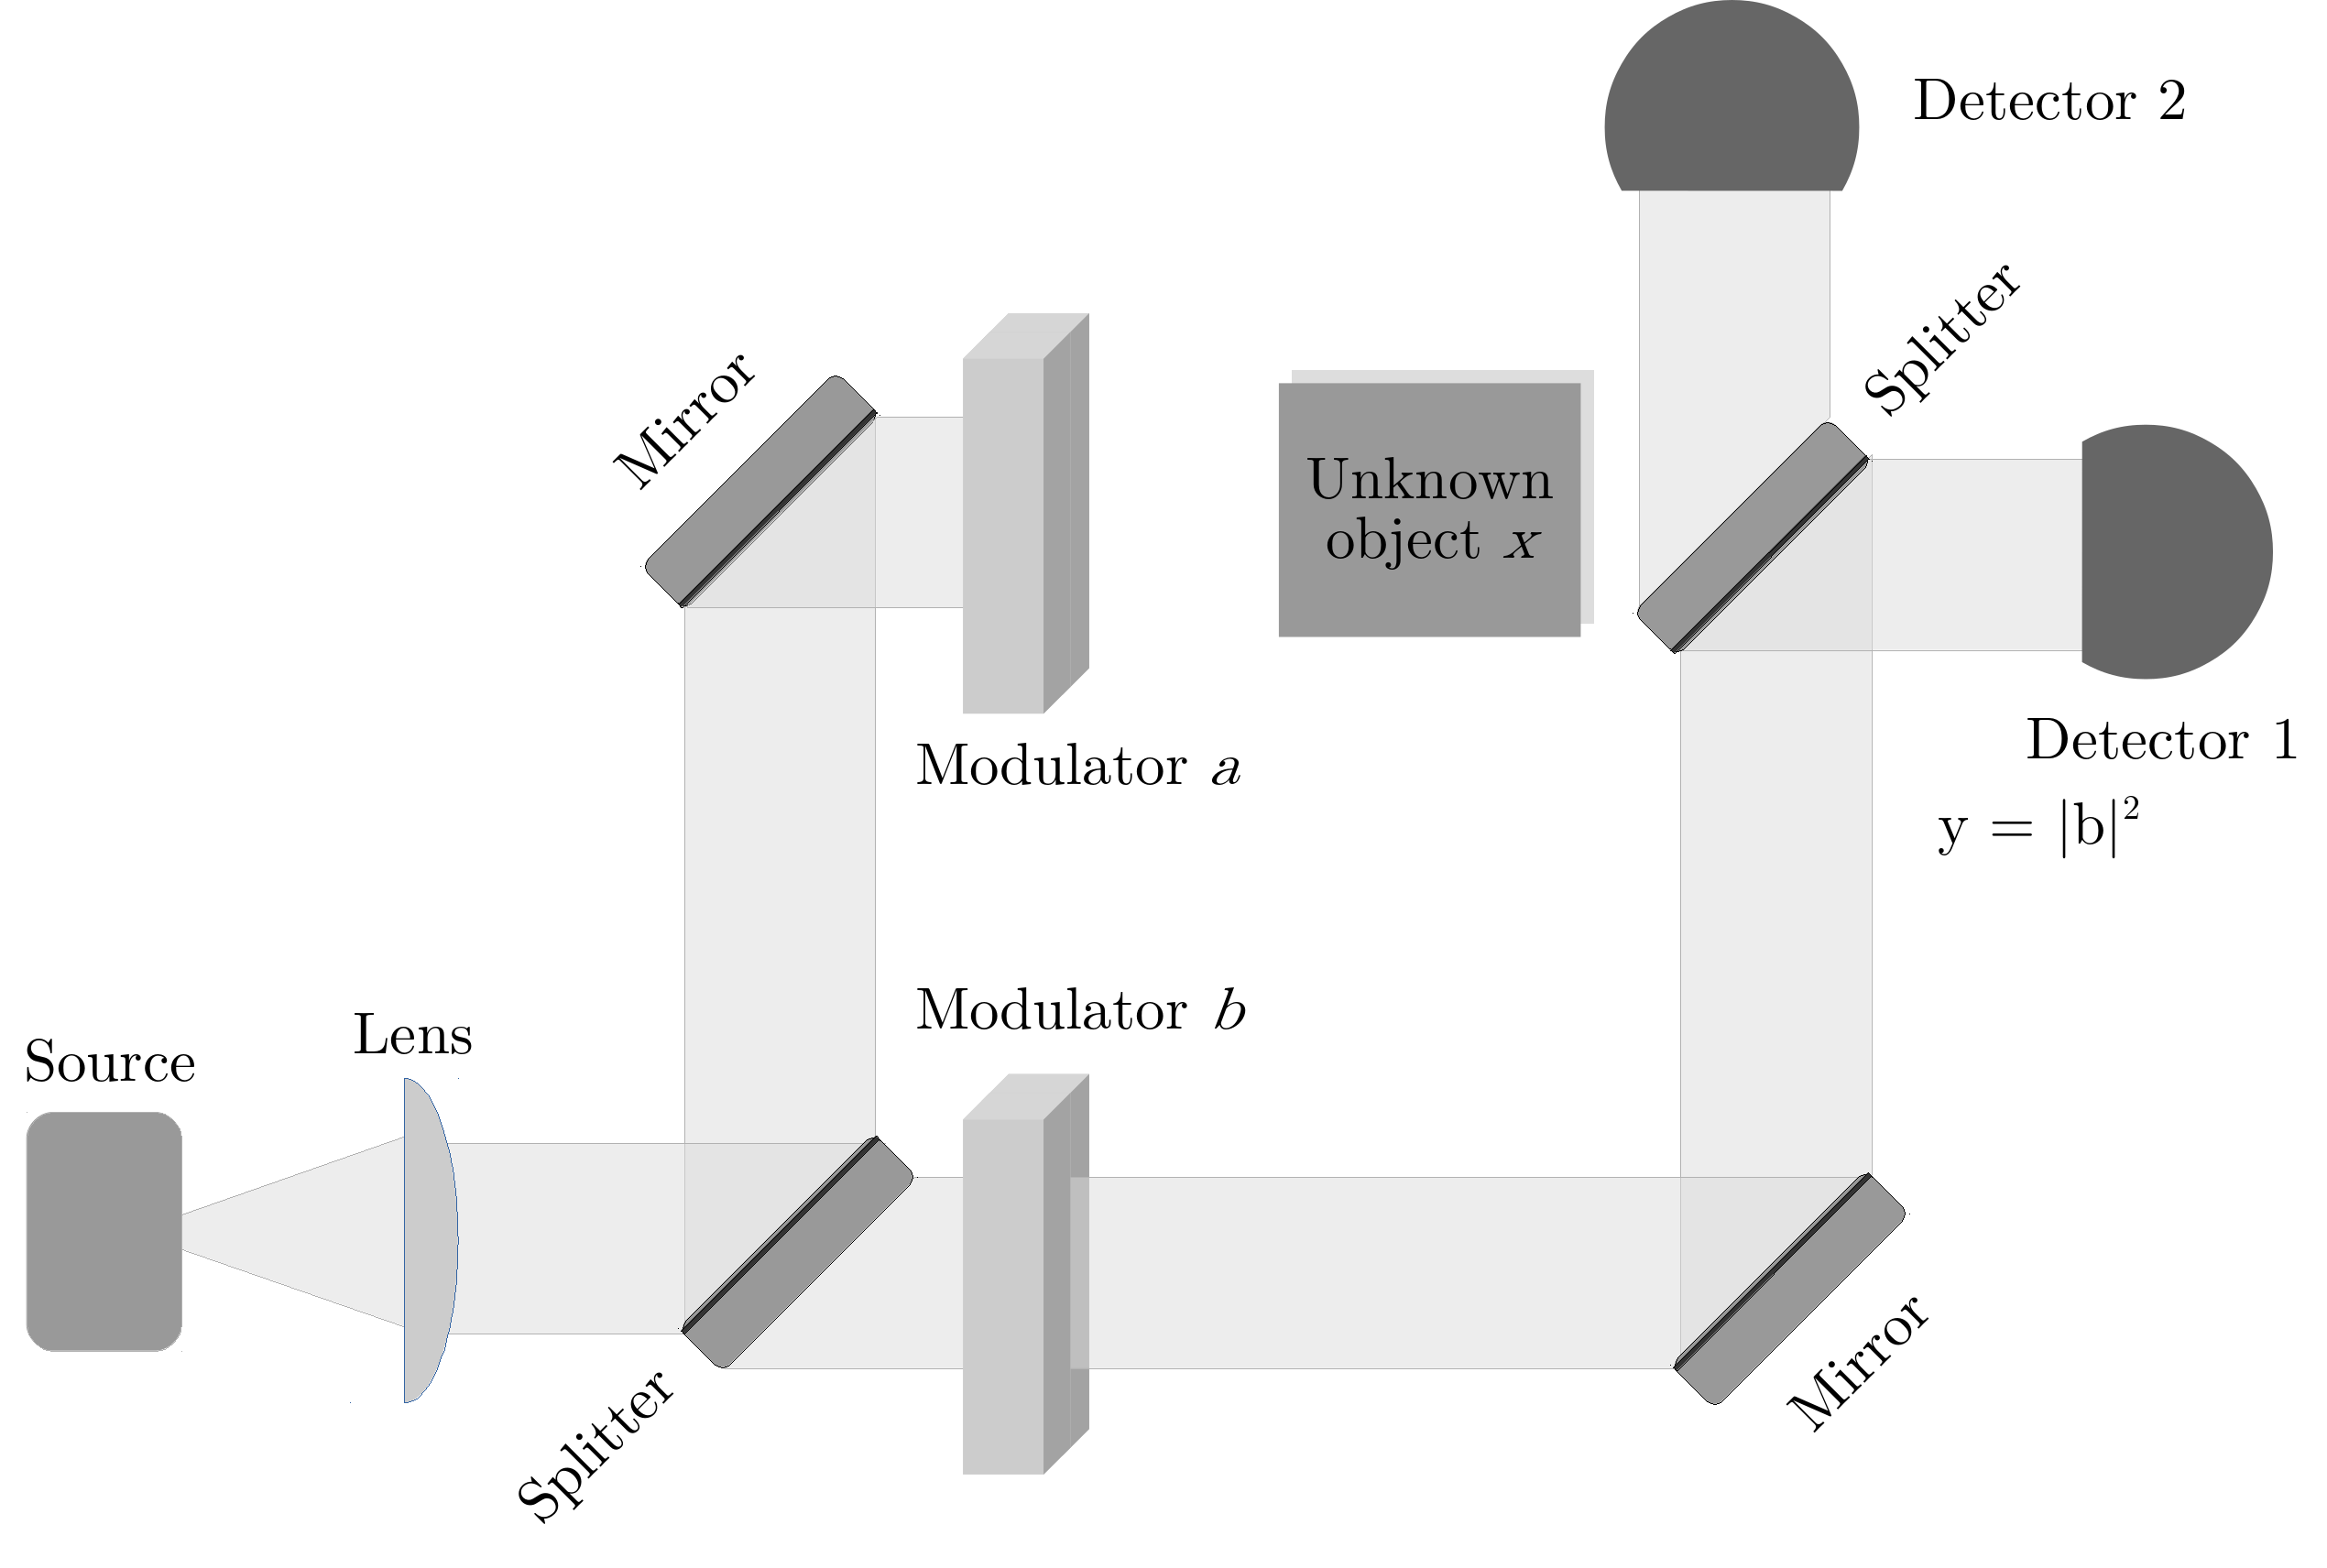 Detector 2
Splitter
Mirror
Unknown
object x
Detector 1
y = |b|²
Modulator a
Modulator b
Lens
Source
Splitter
Mirror